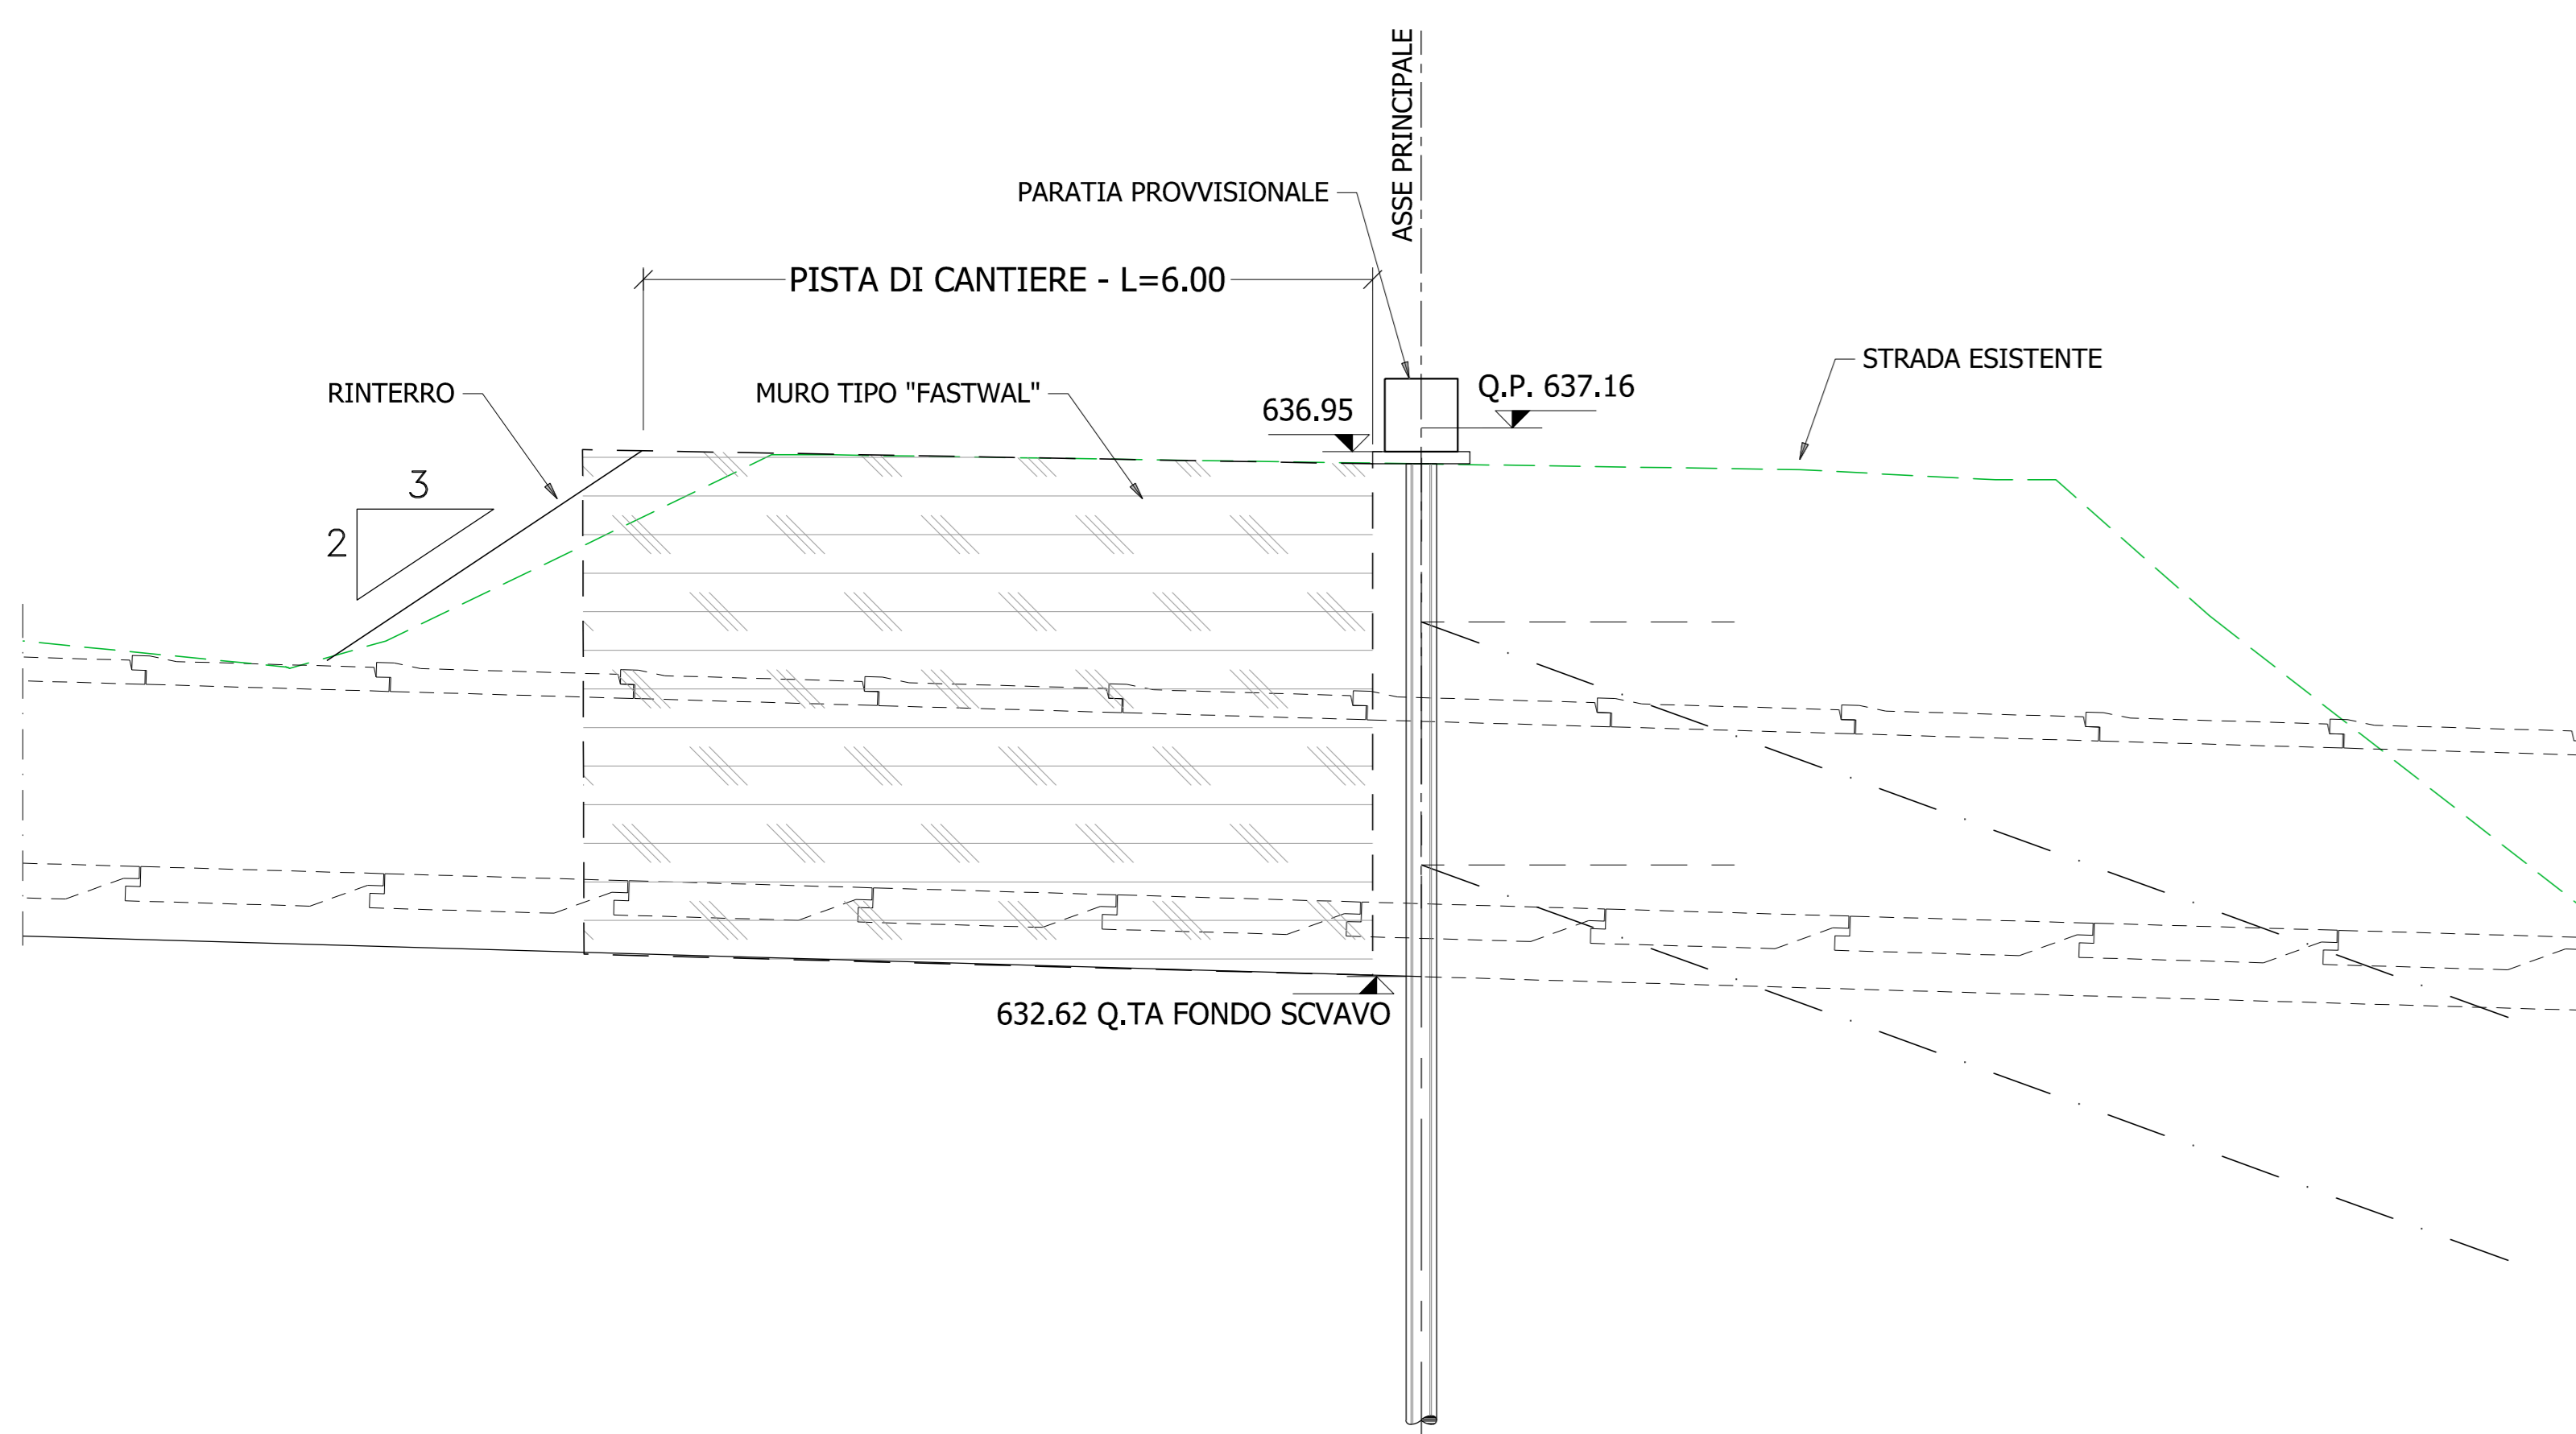 ASSE PRINCIPALE
PARATIA PROVVISIONALE
PISTA DI CANTIERE - L=6.00
STRADA ESISTENTE
RINTERRO
MURO TIPO "FASTWAL"
636.95
Q.P. 637.16
3
2
632.62 Q.TA FONDO SCVAVO